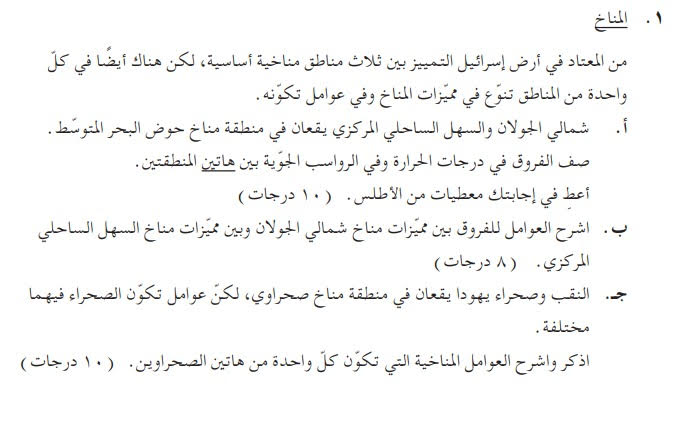 ١. المناخ
من المعتاد في أرض إسرائيل التمييز بين ثلاث مناطق مناخية أساسية، لكن هناك أيضًا في كلّ
واحدة من المناطق تنوّع في مميّزات المناخ وفي عوامل تكوّنه.
أ. شمالي الجولان والسهل الساحلي المركزي يقعان في منطقة مناخ حوض البحر المتوسّط.
صف الفروق في درجات الحرارة وفي الرواسب الجوّية بين هاتين المنطقتين.
أعطِ في إجابتك معطيات من الأطلس. (١٠ درجات)
ب. اشرح العوامل للفروق بين مميّزات مناخ شمالي الجولان وبين مميّزات مناخ السهل الساحلي
المركزي. (٨ درجات)
جـ. النقب وصحراء يهودا يقعان في منطقة مناخ صحراوي، لكنّ عوامل تكوّن الصحراء فيهما
مختلفة.
اذكر واشرح العوامل المناخية التي تكوّن كلّ واحدة من هاتين الصحراوين. (١٠ درجات)